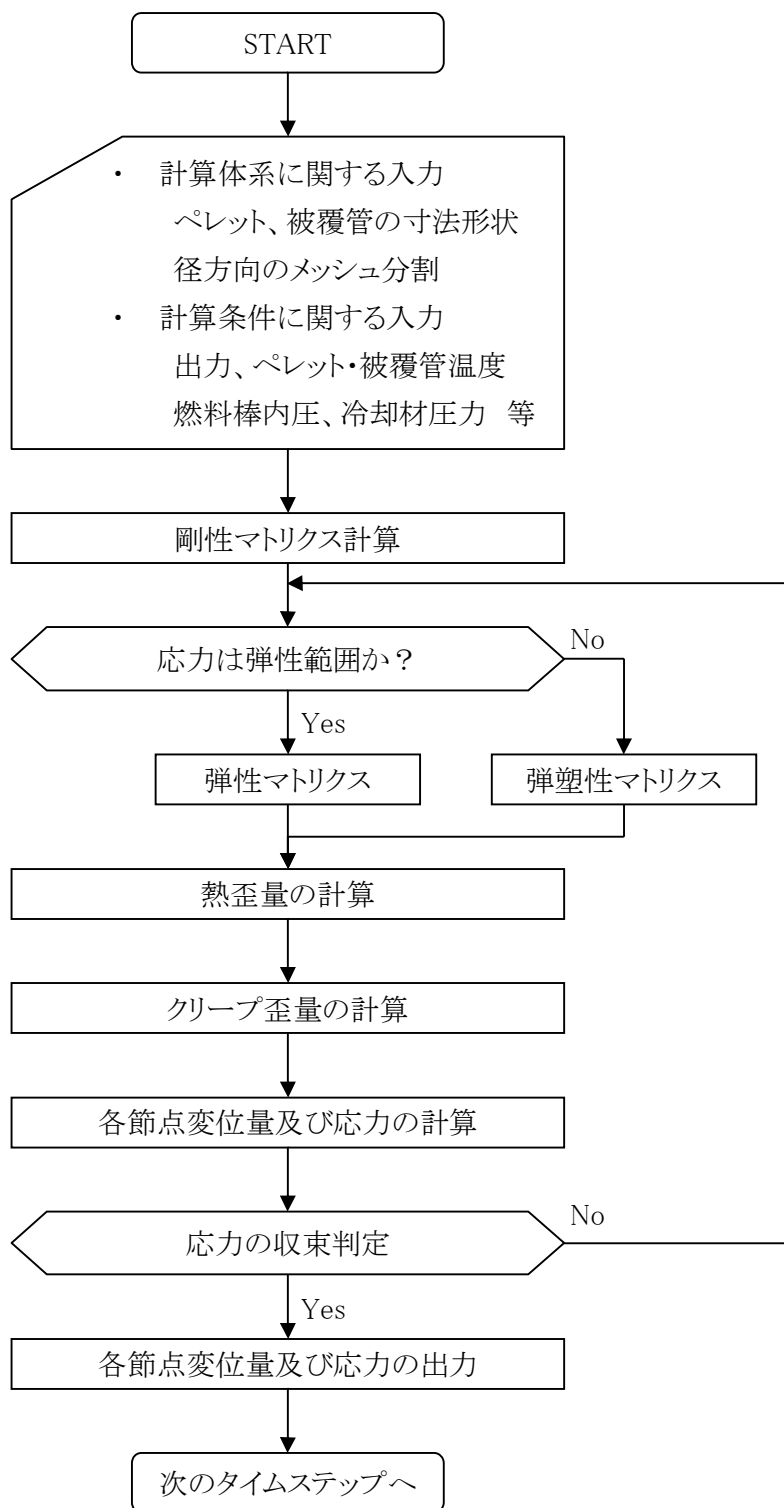 START
・ 計算体系に関する入力
ペレット、被覆管の寸法形状
径方向のメッシュ分割
・ 計算条件に関する入力
出力、ペレット・被覆管温度
燃料棒内圧、冷却材圧力 等
剛性マトリクス計算
応力は弾性範囲か？
No
Yes
弾性マトリクス
弾塑性マトリクス
熱歪量の計算
クリープ歪量の計算
各節点変位量及び応力の計算
応力の収束判定
No
Yes
各節点変位量及び応力の出力
次のタイムステップへ